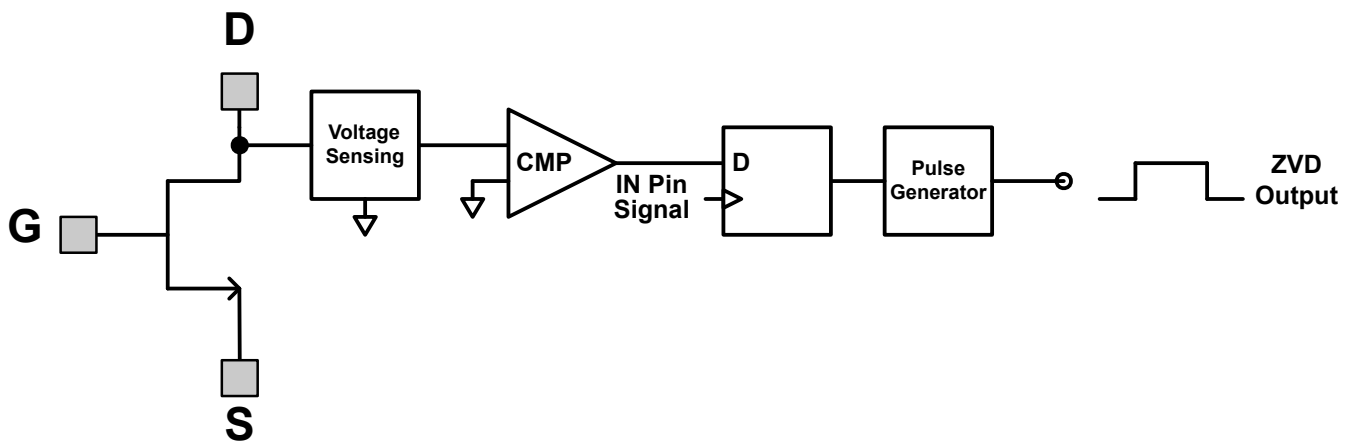 D
Voltage
Sensing
CMP
IN Pin
Signal
D
Pulse
Generator
ZVD
Output
G
S